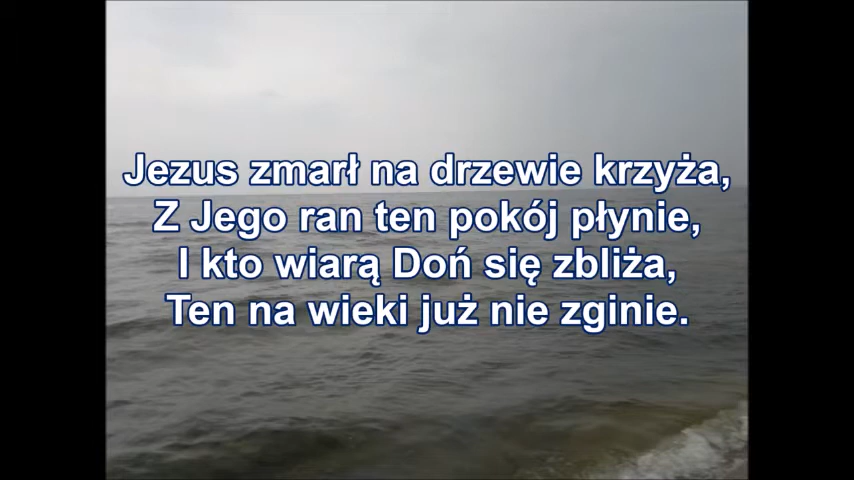 Jezus zmarł na drzewie krzyża,
Z Jego ran ten pokój płynie,
I kto wiarą Doń się zbliża,
Ten na wieki już nie zginie.